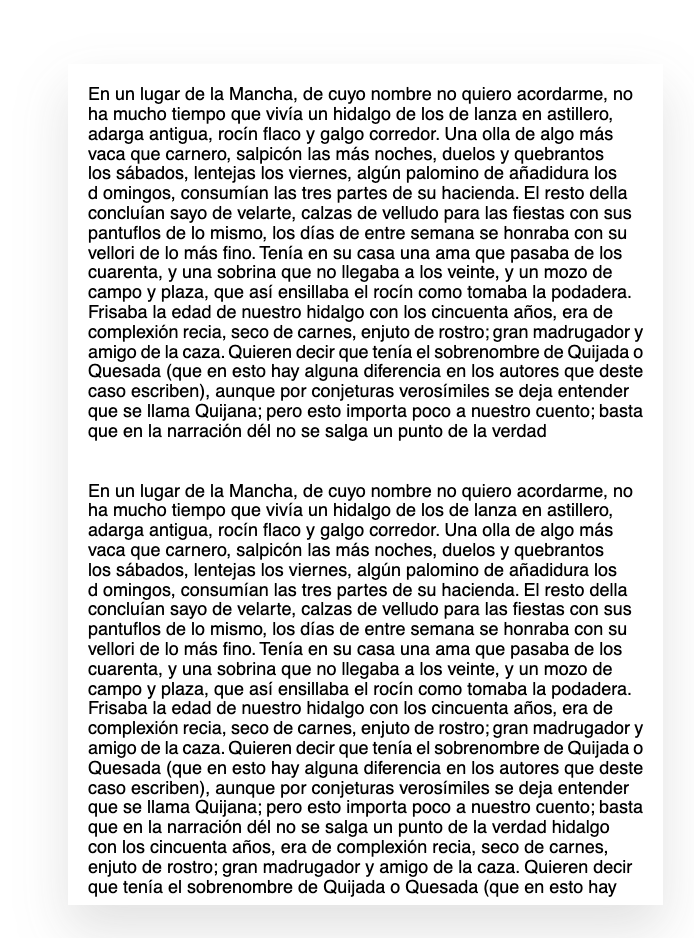 En un lugar de la Mancha, de cuyo nombre no quiero acordarme, no
ha mucho tiempo que vivía un hidalgo de los de lanza en astillero,
adarga antigua, rocín flaco y galgo corredor. Una olla de algo más
vaca que carnero, salpicón las más noches, duelos y quebrantos
los sábados, lentejas los viernes, algún palomino de añadidura los
d omingos, consumían las tres partes de su hacienda. El resto della
concluían sayo de velarte, calzas de velludo para las fiestas con sus
pantuflos de lo mismo, los días de entre semana se honraba con su
vellori de lo más fino. Tenía en su casa una ama que pasaba de los
cuarenta, y una sobrina que no llegaba a los veinte, y un mozo de
campo y plaza, que así ensillaba el rocín como tomaba la podadera.
Frisaba la edad de nuestro hidalgo con los cincuenta años, era de
complexión recia, seco de carnes, enjuto de rostro; gran madrugador y
amigo de la caza. Quieren decir que tenía el sobrenombre de Quijada o
Quesada (que en esto hay alguna diferencia en los autores que deste
caso escriben), aunque por conjeturas verosímiles se deja entender
que se llama Quijana; pero esto importa poco a nuestro cuento; basta
que en la narración dél no se salga un punto de la verdad
En un lugar de la Mancha, de cuyo nombre no quiero acordarme, no
ha mucho tiempo que vivía un hidalgo de los de lanza en astillero,
adarga antigua, rocín flaco y galgo corredor. Una olla de algo más
vaca que carnero, salpicón las más noches, duelos y quebrantos
los sábados, lentejas los viernes, algún palomino de añadidura los
d omingos, consumían las tres partes de su hacienda. El resto della
concluían sayo de velarte, calzas de velludo para las fiestas con sus
pantuflos de lo mismo, los días de entre semana se honraba con su
vellori de lo más fino. Tenía en su casa una ama que pasaba de los
cuarenta, y una sobrina que no llegaba a los veinte, y un mozo de
campo y plaza, que así ensillaba el rocín como tomaba la podadera.
Frisaba la edad de nuestro hidalgo con los cincuenta años, era de
complexión recia, seco de carnes, enjuto de rostro; gran madrugador y
amigo de la caza. Quieren decir que tenía el sobrenombre de Quijada o
Quesada (que en esto hay alguna diferencia en los autores que deste
caso escriben), aunque por conjeturas verosímiles se deja entender
que se llama Quijana; pero esto importa poco a nuestro cuento; basta
que en la narración dél no se salga un punto de la verdad hidalgo
con los cincuenta años, era de complexión recia, seco de carnes,
enjuto de rostro; gran madrugador y amigo de la caza. Quieren decir
que tenía el sobrenombre de Quijada o Quesada (que en esto hay